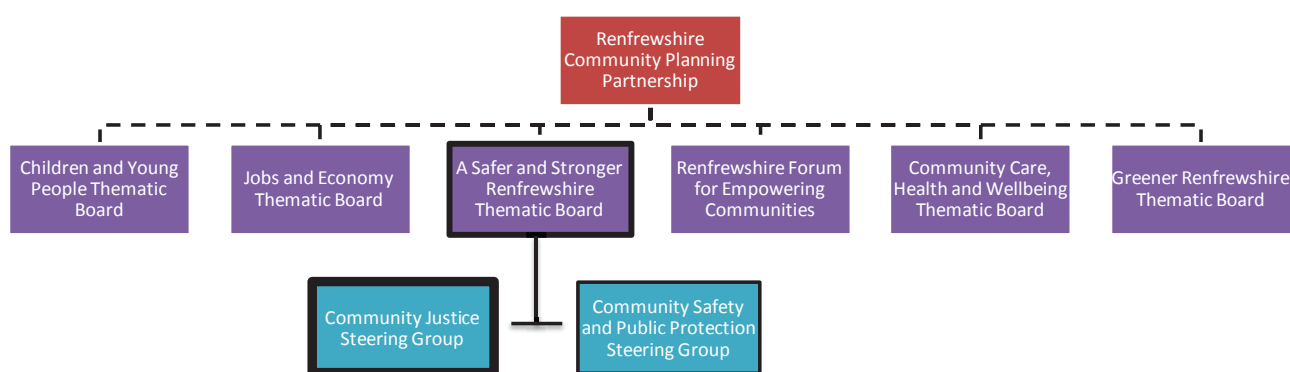 Renfrewshire
Community Planning
Partnership
Children and Young
People Thematic
Board
Jobs and Economy
Thematic Board
A Safer and Stronger
Renfrewshire
Thematic Board
Renfrewshire Forum
for Empowering
Communities
Community Care,
Health and Wellbeing
Thematic Board
Greener Renfrewshire
Thematic Board
Community Justice
Steering Group
Community Safety
and Public Protection
Steering Group